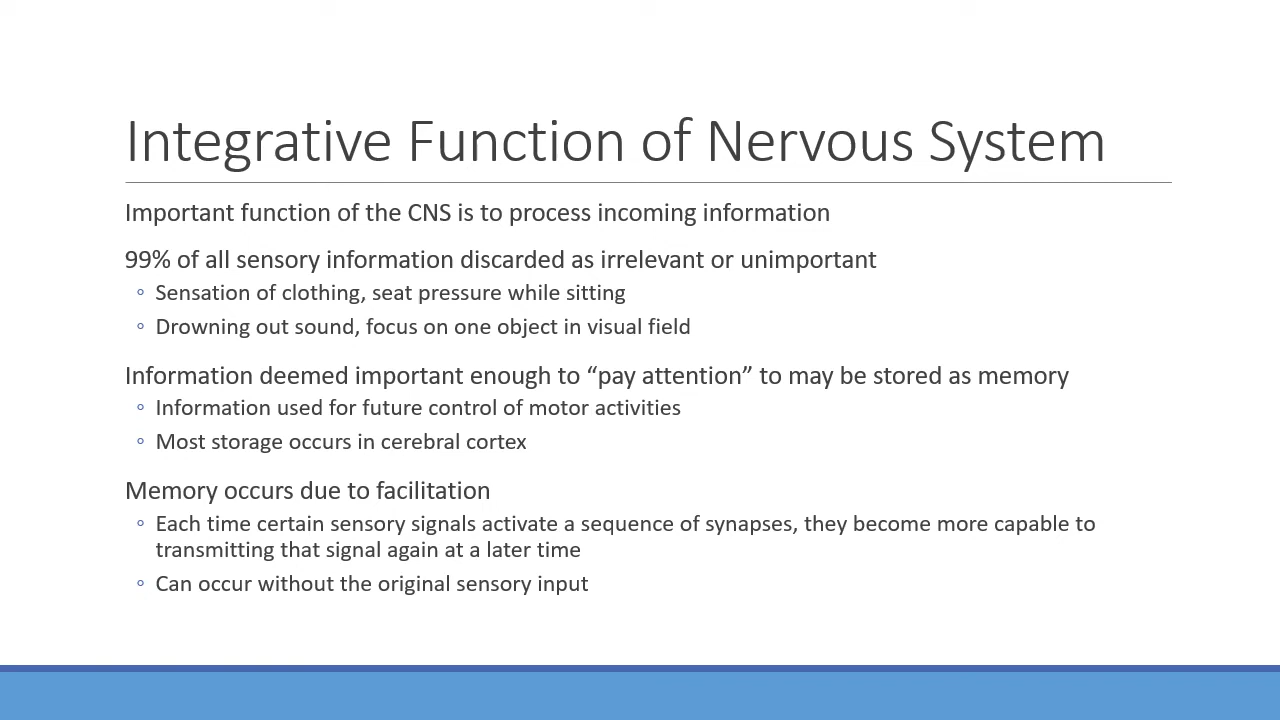 Integrative Function of Nervous System
Important function of the CNS is to process incoming information
99% of all sensory information discarded as irrelevant or unimportant
◦ Sensation of clothing, seat pressure while sitting
◦ Drowning out sound, focus on one object in visual field
Information deemed important enough to “pay attention” to may be stored as memory
◦ Information used for future control of motor activities
◦ Most storage occurs in cerebral cortex
Memory occurs due to facilitation
◦ Each time certain sensory signals activate a sequence of synapses, they become more capable to
transmitting that signal again at a later time
◦ Can occur without the original sensory input